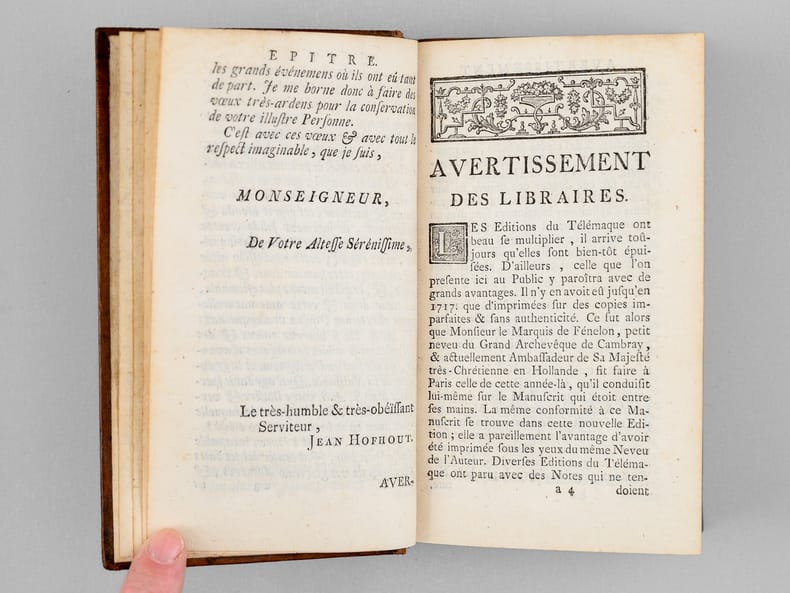 EPITRE.
les grands événemens où ils ont eû tant
de part. Je me borne donc à faire des
vœux très-ardens pour la conſervation
de votre illuſtre Perſonne.
C'eſt avec ces vœux & avec tout le
reſpect imaginable, que je ſuis,
MONSEIGNEUR,
De Votre Alteſſe Séréniſſime,
Le très-humble & très-obéïſſant
Serviteur,
JEAN HOFHOUT.
AVER-
AVERTISSEMENT
DES LIBRAIRES.
LES Editions du Télémaque ont
beau ſe multiplier, il arrive toû-
jours qu'elles ſont bien-tôt épui-
ſées. D'ailleurs, celle que l'on
preſente ici au Public y paroîtra avec de
grands avantages. Il n'y en avoit eû juſqu'en
1717. que d'imprimées ſur des copies im-
parfaites & ſans authenticité. Ce fut alors
que Monſieur le Marquis de Fénelon, petit
neveu du Grand Archevêque de Cambray,
& actuellement Ambaſſadeur de Sa Majeſté
très-Chrétienne en Hollande, fit faire à
Paris celle de cette année-là, qu'il conduiſit
lui-même ſur le Manuſcrit qui étoit entre
ſes mains. La même conformité à ce Ma-
nuſcrit ſe trouve dans cette nouvelle Edi-
tion; elle a pareillement l'avantage d'avoir
été imprimée ſous les yeux du même Neveu
de l'Auteur. Diverſes Editions du Téléma-
que ont paru avec des Notes qui ne ten-
a 4 doient